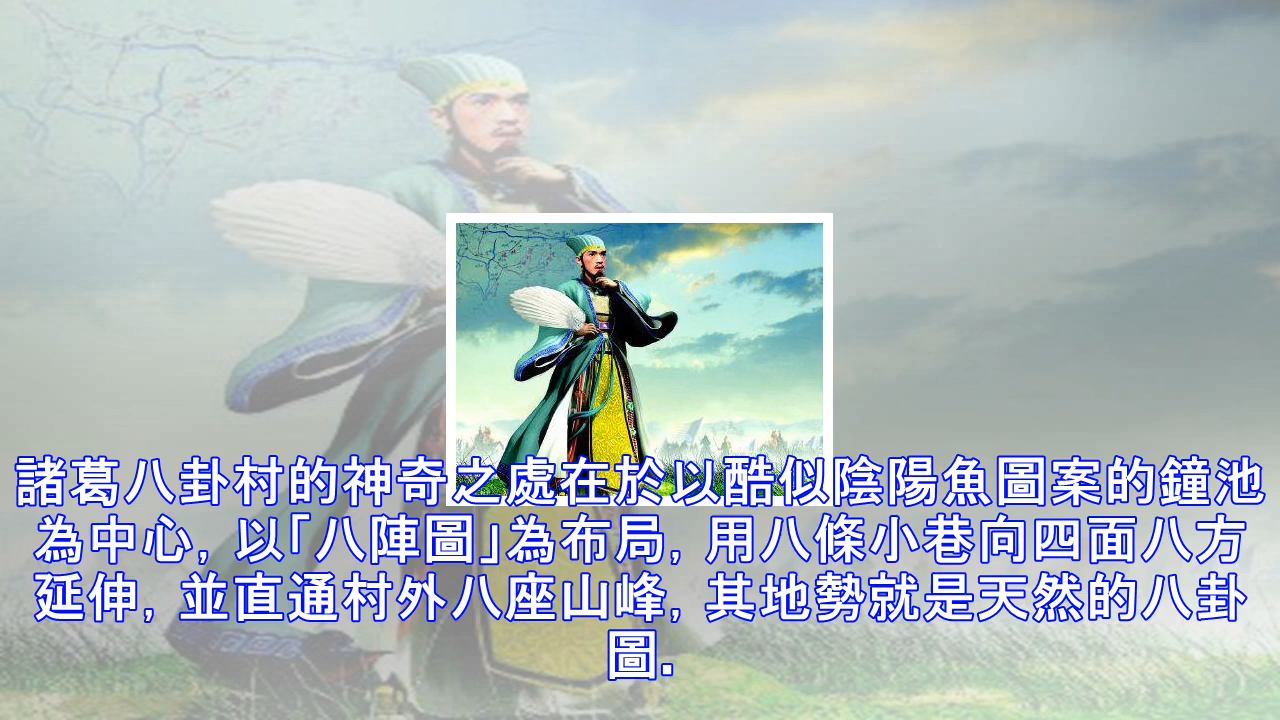 諸葛八卦村的神奇之處在於以酷似陰陽魚圖案的鐘池
為中心, 以「八陣圖」為布局, 用八條小巷向四面八方
延伸, 並直通村外八座山峰, 其地勢就是天然的八卦
圖.